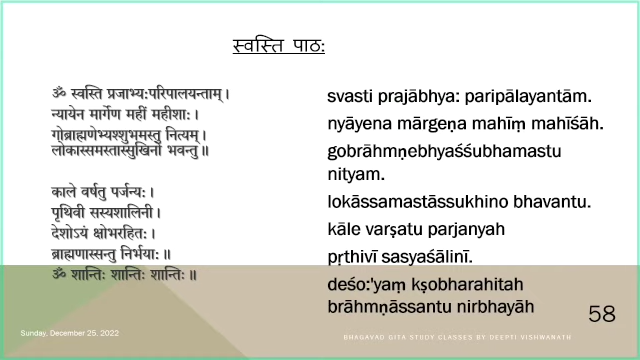 स्वस्ति पाठः
ॐ स्वस्ति प्रजाभ्यःपरिपालयन्ताम्।
न्यायेन मार्गेण महीं महीशाः।
गोब्राह्मणेभ्यश्शुभमस्तु नित्यम्।
लोकास्समस्तास्सुखिनो भवन्तु॥
काले वर्षतु पर्जन्यः।
पृथिवी सस्यशालिनी।
देशोऽयं क्षोभरहितः।
ब्राह्मणास्सन्तु निर्भयाः॥
ॐ शान्तिः शान्तिः शान्तिः॥
svasti prajābhya: paripālayantām.
nyāyena mārgeṇa mahīṃ mahīśāh.
gobrāhmṇebhyaśśubhamastu
nityam.
lokāssamastāssukhino bhavantu.
kāle varṣatu parjanyah
pṛthivī sasyaśālinī.
deśo:'yaṃ kṣobharahitah
brāhmṇāssantu nirbhayāh
58
Sunday, December 25, 2022
BHAGAVAD GITA STUDY CLASSES BY DEEPTI VISHWANATH